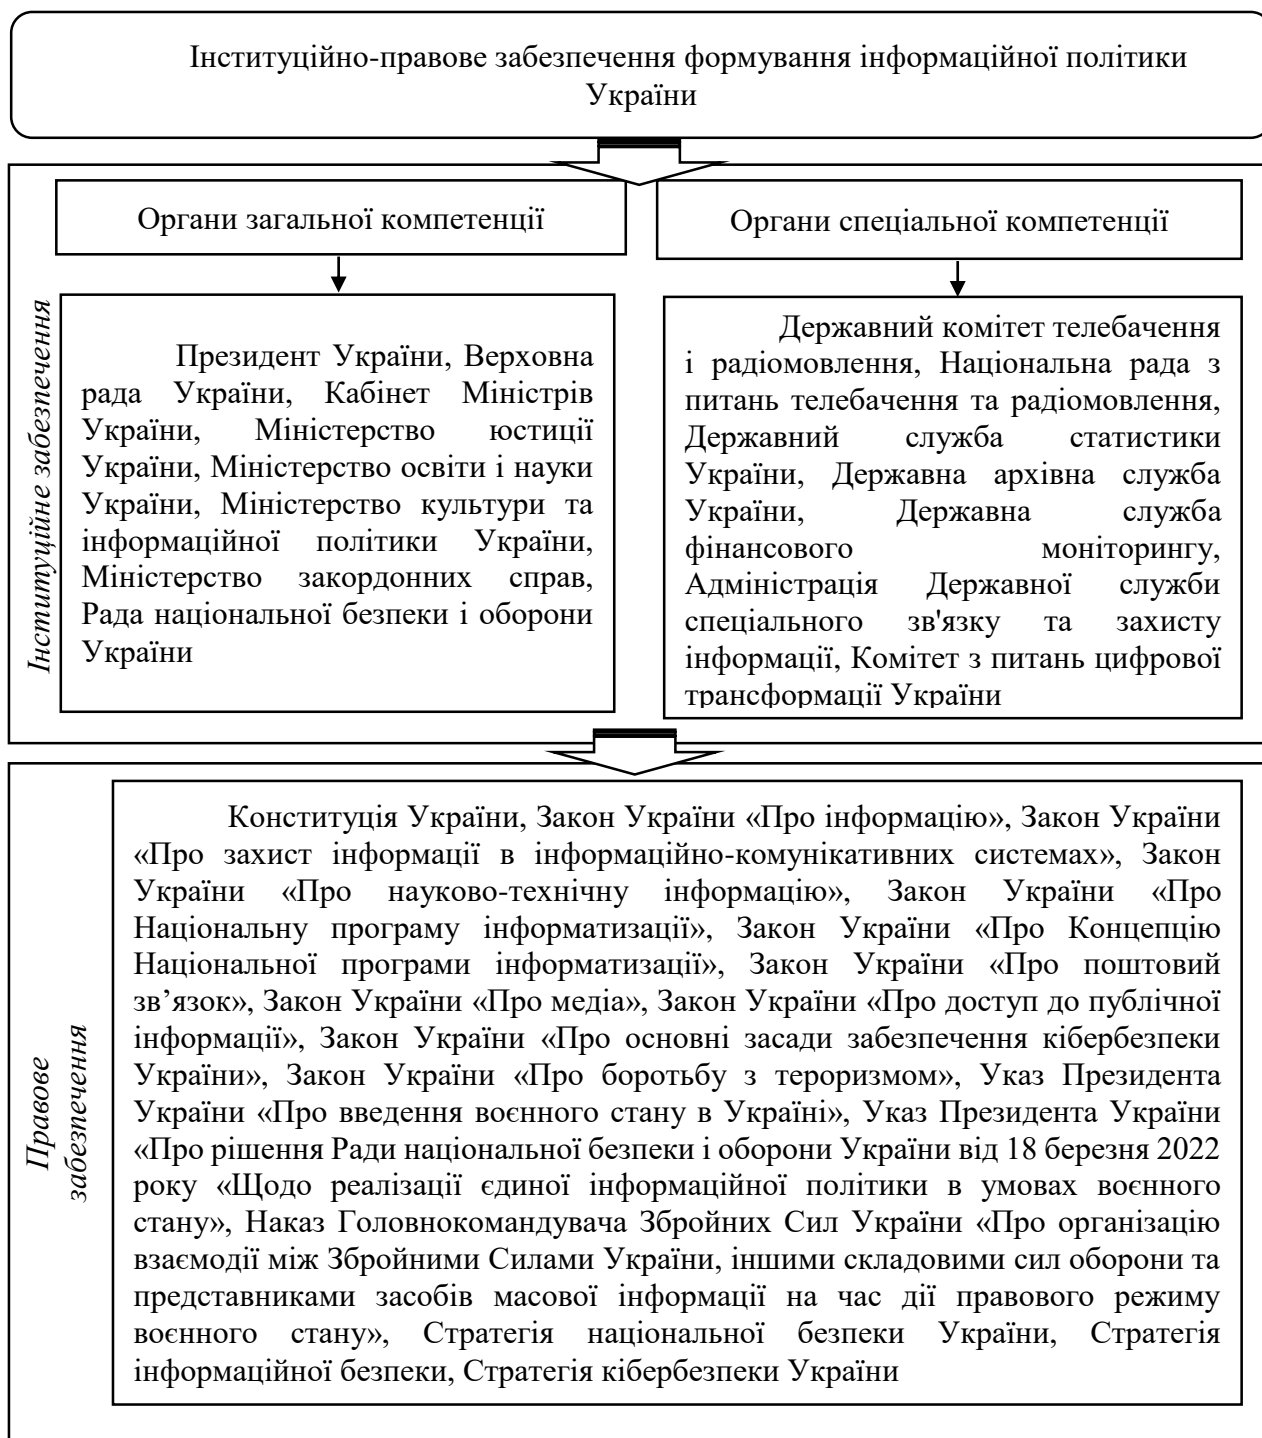 Інституційно-правове забезпечення формування інформаційної політики
України
Інституційне забезпечення
Органи загальної компетенції
Органи спеціальної компетенції
Президент України, Верховна
рада України, Кабінет Міністрів
України, Міністерство юстиції
України, Міністерство освіти і науки
України, Міністерство культури та
інформаційної політики України,
Міністерство закордонних справ,
Рада національної безпеки і оборони
України
Державний комітет телебачення
і радіомовлення, Національна рада з
питань телебачення та радіомовлення,
Державний служба статистики
України, Державна архівна служба
України, Державна служба
фінансового моніторингу,
Адміністрація Державної служби
спеціального зв'язку та захисту
інформації, Комітет з питань цифрової
трансформації України
Правове
забезпечення
Конституція України, Закон України «Про інформацію», Закон України
«Про захист інформації в інформаційно-комунікативних системах», Закон
України «Про науково-технічну інформацію», Закон України «Про
Національну програму інформатизації», Закон України «Про Концепцію
Національної програми інформатизації», Закон України «Про поштовий
зв’язок», Закон України «Про медіа», Закон України «Про доступ до публічної
інформації», Закон України «Про основні засади забезпечення кібербезпеки
України», Закон України «Про боротьбу з тероризмом», Указ Президента
України «Про введення воєнного стану в Україні», Указ Президента України
«Про рішення Ради національної безпеки і оборони України від 18 березня 2022
року «Щодо реалізації єдиної інформаційної політики в умовах воєнного
стану», Наказ Головнокомандувача Збройних Сил України «Про організацію
взаємодії між Збройними Силами України, іншими складовими сил оборони та
представниками засобів масової інформації на час дії правового режиму
воєнного стану», Стратегія національної безпеки України, Стратегія
інформаційної безпеки, Стратегія кібербезпеки України